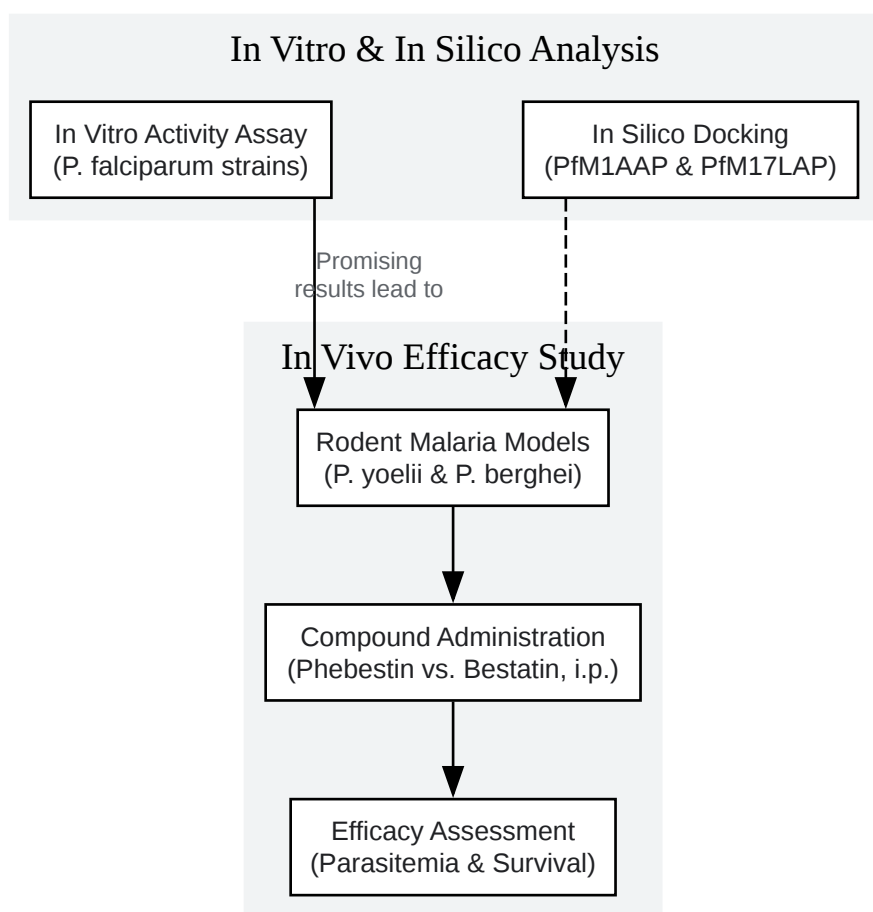 In Vitro & In Silico Analysis
In Vitro Activity Assay
(P. falciparum strains)
In Silico Docking
(PfM1AAP & PfM17LAP)
Promising
results lead to
In Vivo Efficacy Study
Rodent Malaria Models
(P. yoelii & P. berghei)
Compound Administration
(Phebestin vs. Bestatin, i.p.)
Efficacy Assessment
(Parasitemia & Survival)